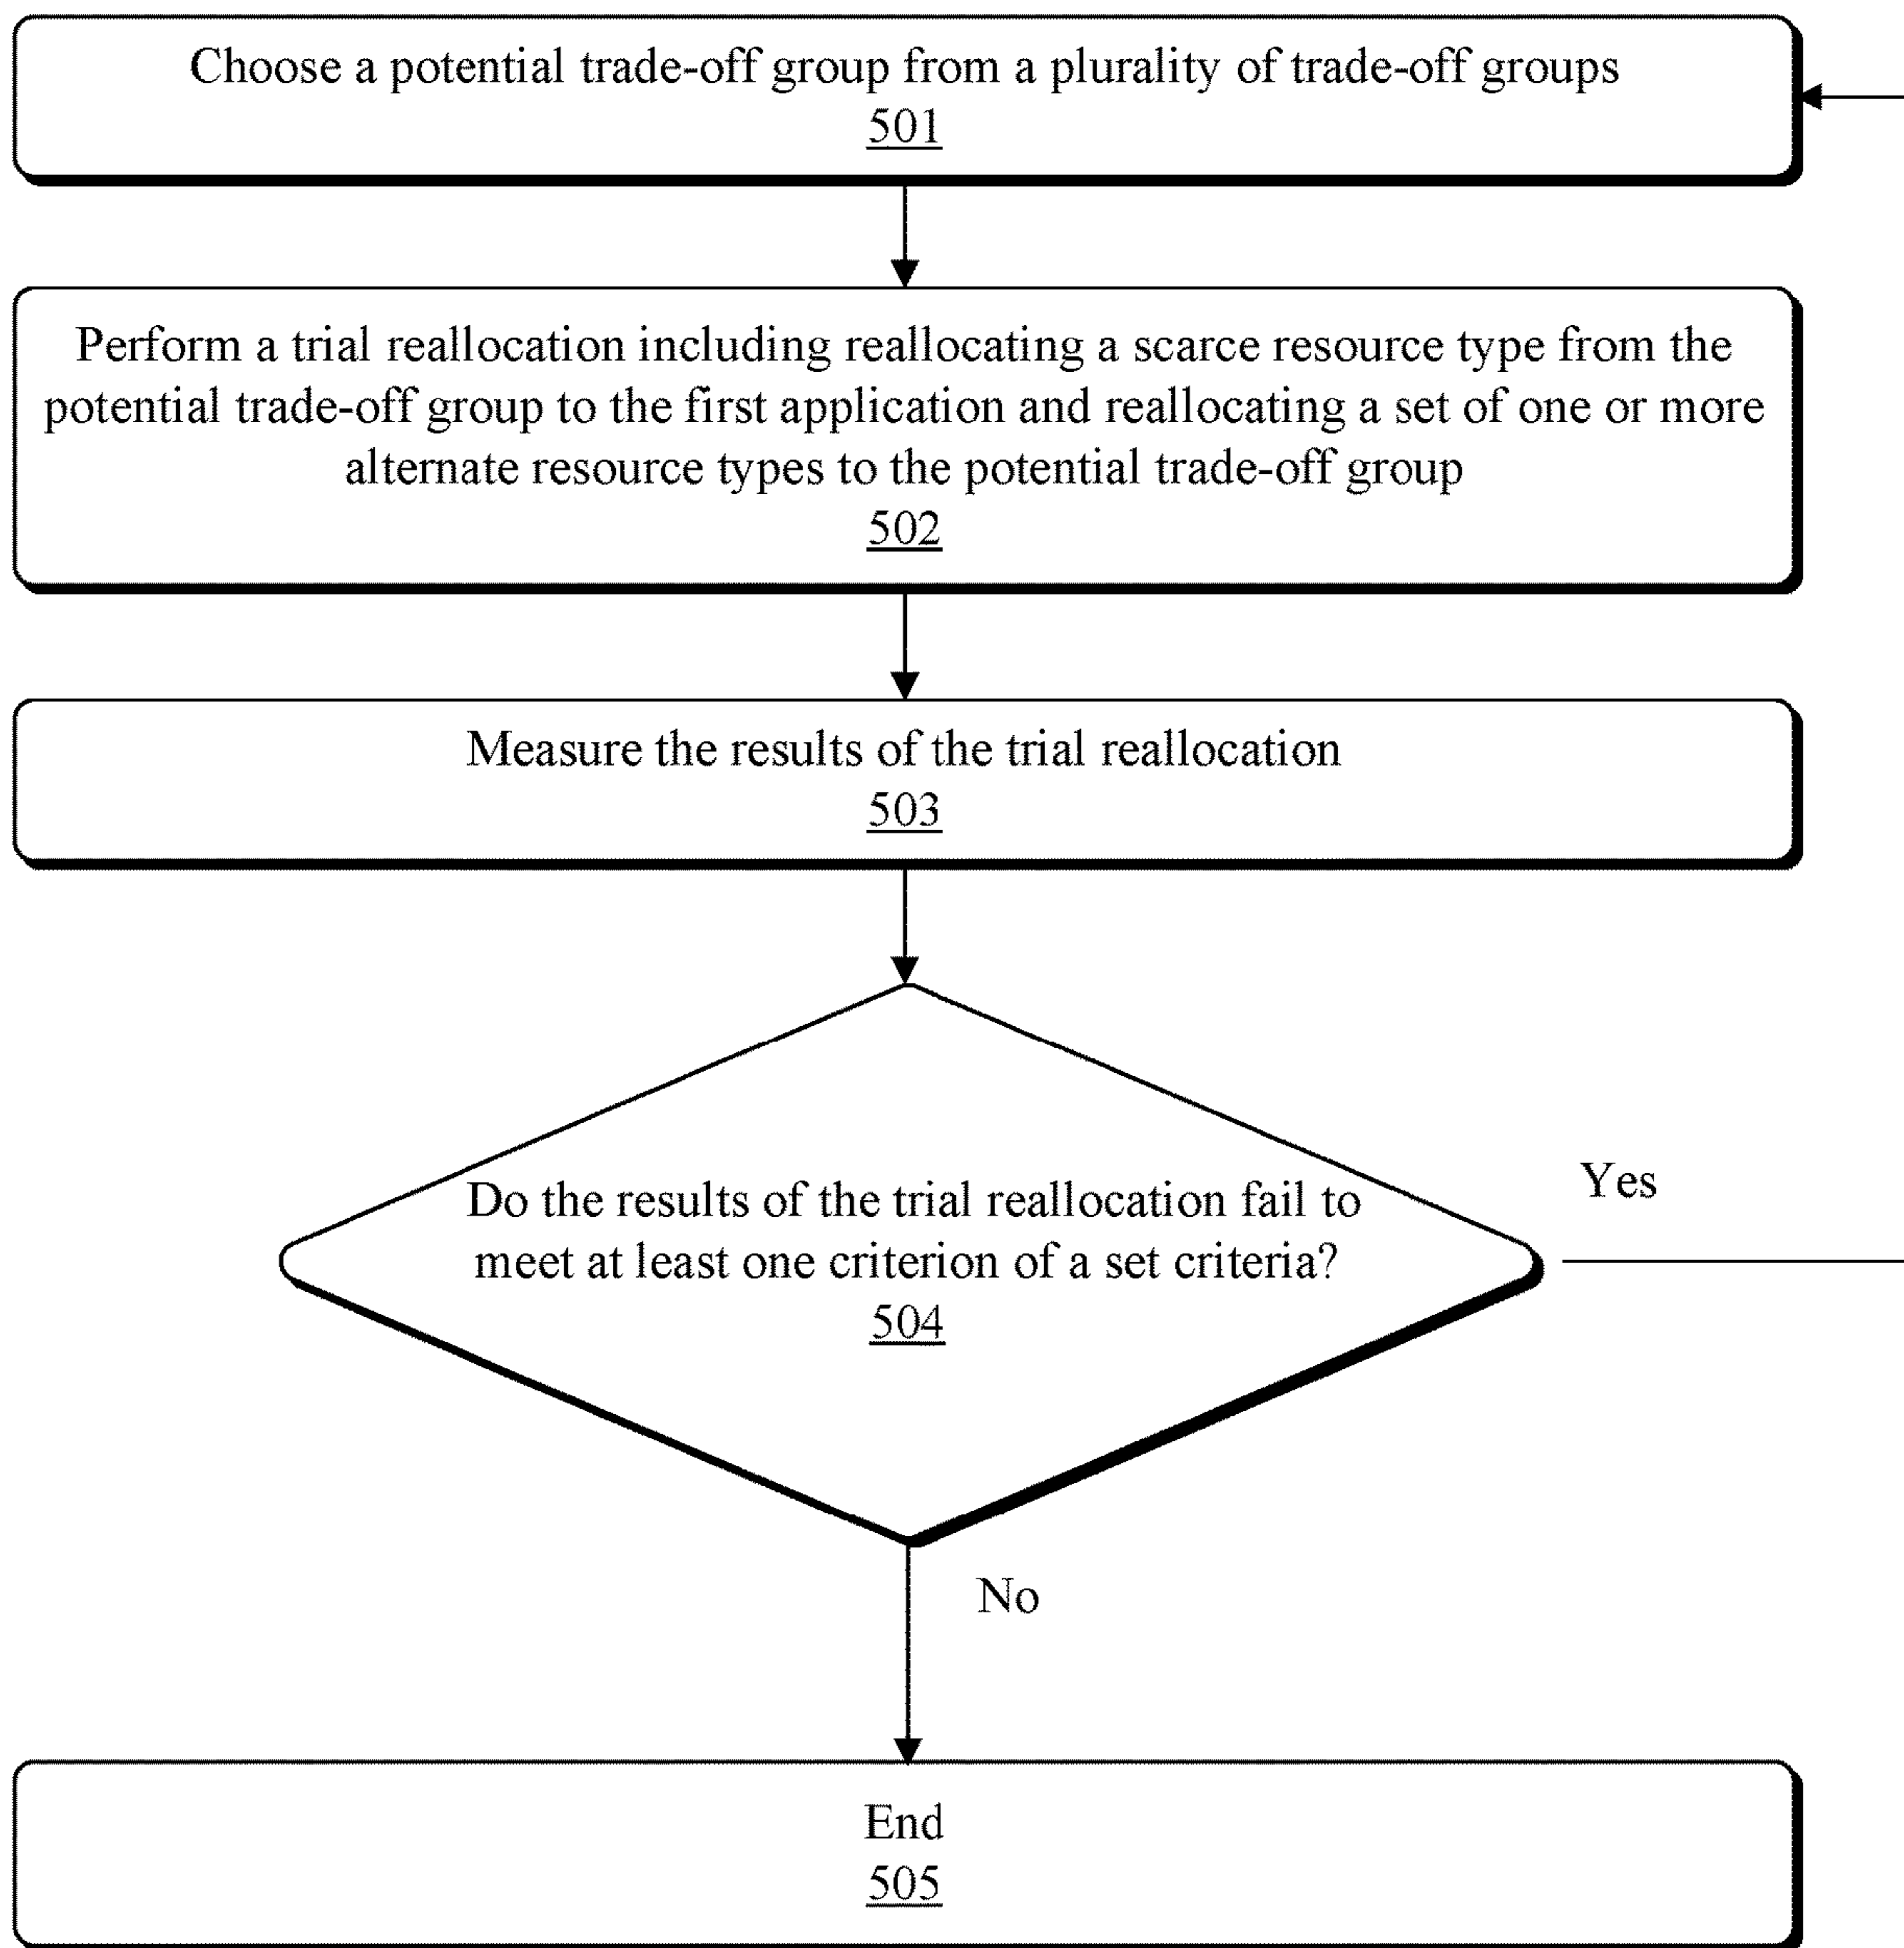 Choose a potential trade-off group from a plurality of trade-off groups
501
Perform a trial reallocation including reallocating a scarce resource type from the
potential trade-off group to the first application and reallocating a set of one or more
alternate resource types to the potential trade-off group
502
Measure the results of the trial reallocation
503
Do the results of the trial reallocation fail to
meet at least one criterion of a set criteria?
504
Yes
No
End
505